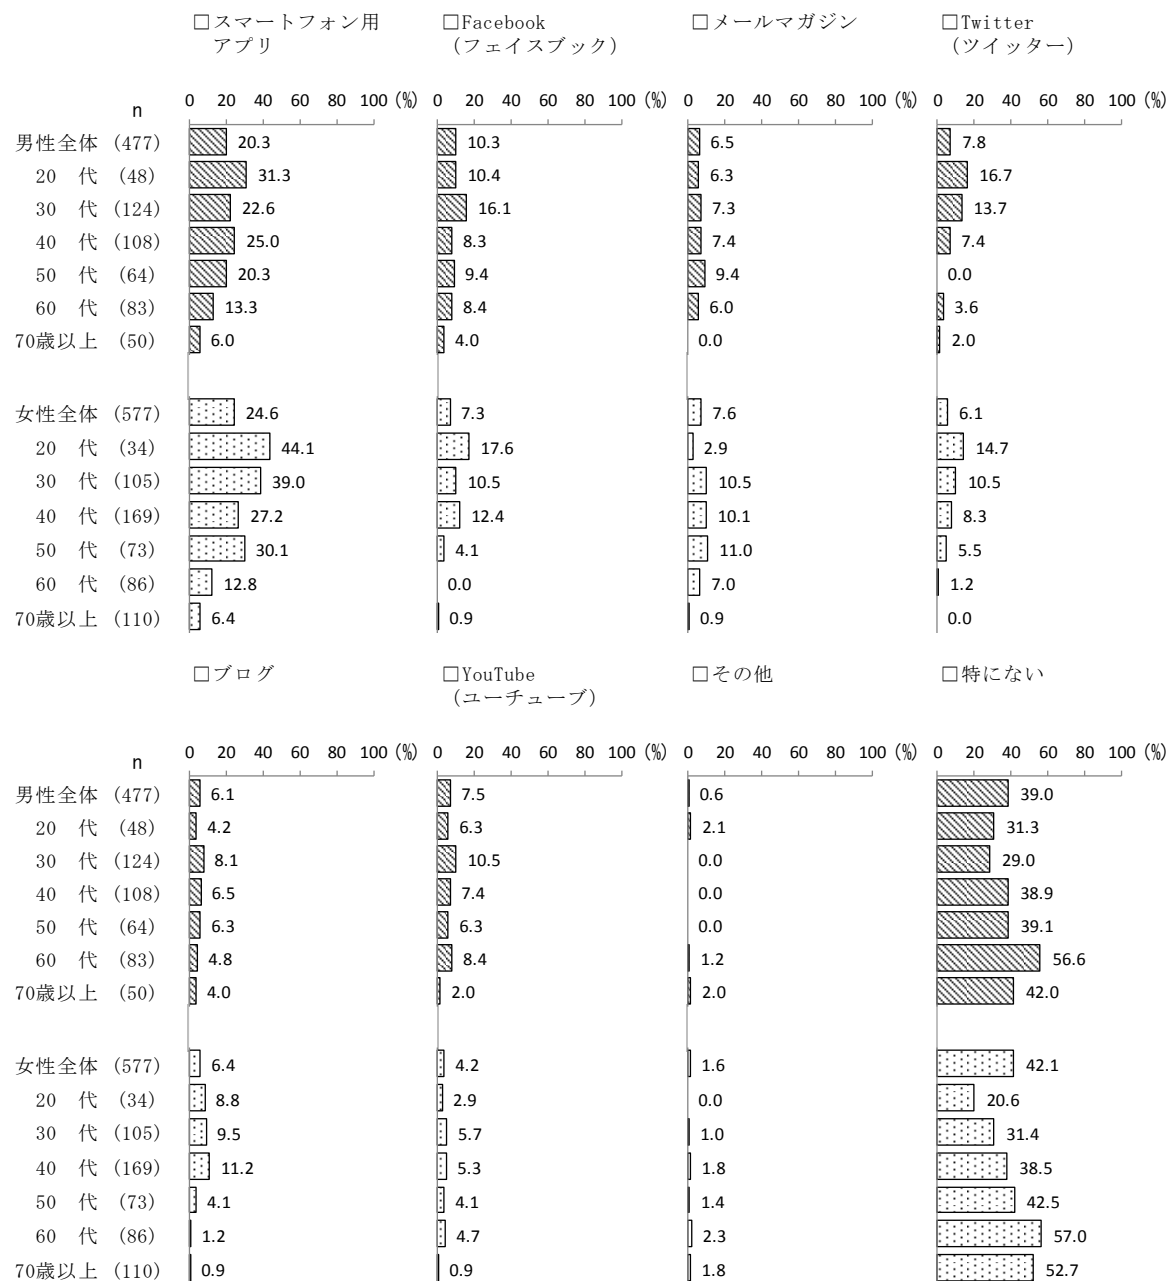 □スマートフォン用 □Facebook □メールマガジン □Twitter
アプリ (フェイスブック) (ツイッター)
n 0 20 40 60 80 100 (%) 0 20 40 60 80 100 (%) 0 20 40 60 80 100 (%) 0 20 40 60 80 100 (%)
男性全体 (477) 20.3 10.3 6.5 7.8
20 代 (48) 31.3 10.4 6.3 16.7
30 代 (124) 22.6 16.1 7.3 13.7
40 代 (108) 25.0 8.3 7.4 7.4
50 代 (64) 20.3 9.4 9.4 0.0
60 代 (83) 13.3 8.4 6.0 3.6
70歳以上 (50) 6.0 4.0 0.0 2.0
女性全体 (577) 24.6 7.3 7.6 6.1
20 代 (34) 44.1 17.6 2.9 14.7
30 代 (105) 39.0 10.5 10.5 10.5
40 代 (169) 27.2 12.4 10.1 8.3
50 代 (73) 30.1 4.1 11.0 5.5
60 代 (86) 12.8 0.0 7.0 1.2
70歳以上 (110) 6.4 0.9 0.9 0.0
□ブログ □YouTube □その他 □特にない
(ユーチューブ)
n 0 20 40 60 80 100 (%) 0 20 40 60 80 100 (%) 0 20 40 60 80 100 (%) 0 20 40 60 80 100 (%)
男性全体 (477) 6.1 7.5 0.6 39.0
20 代 (48) 4.2 6.3 2.1 31.3
30 代 (124) 8.1 10.5 0.0 29.0
40 代 (108) 6.5 7.4 0.0 38.9
50 代 (64) 6.3 6.3 0.0 39.1
60 代 (83) 4.8 8.4 1.2 56.6
70歳以上 (50) 4.0 2.0 2.0 42.0
女性全体 (577) 6.4 4.2 1.6 42.1
20 代 (34) 8.8 2.9 0.0 20.6
30 代 (105) 9.5 5.7 1.0 31.4
40 代 (169) 11.2 5.3 1.8 38.5
50 代 (73) 4.1 4.1 1.4 42.5
60 代 (86) 1.2 4.7 2.3 57.0
70歳以上 (110) 0.9 0.9 1.8 52.7